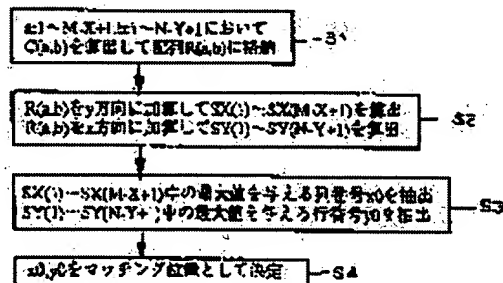 a=1~M-X+1,b=1~N-Y+1において
C(a,b)を算出して配列R(a,b)に格納
S1
R(a,b)をy方向に加算してSX(1)~SX(M-X+1)を算出
R(a,b)をx方向に加算してSY(1)~SY(N-Y+1)を算出
S2
SX(1)~SX(M-X+1)中の最大値を与える列番号x0を抽出
SY(1)~SY(N-Y+1)中の最大値を与える行番号y0を抽出
S3
x0,y0をマッチング位置として決定
S4